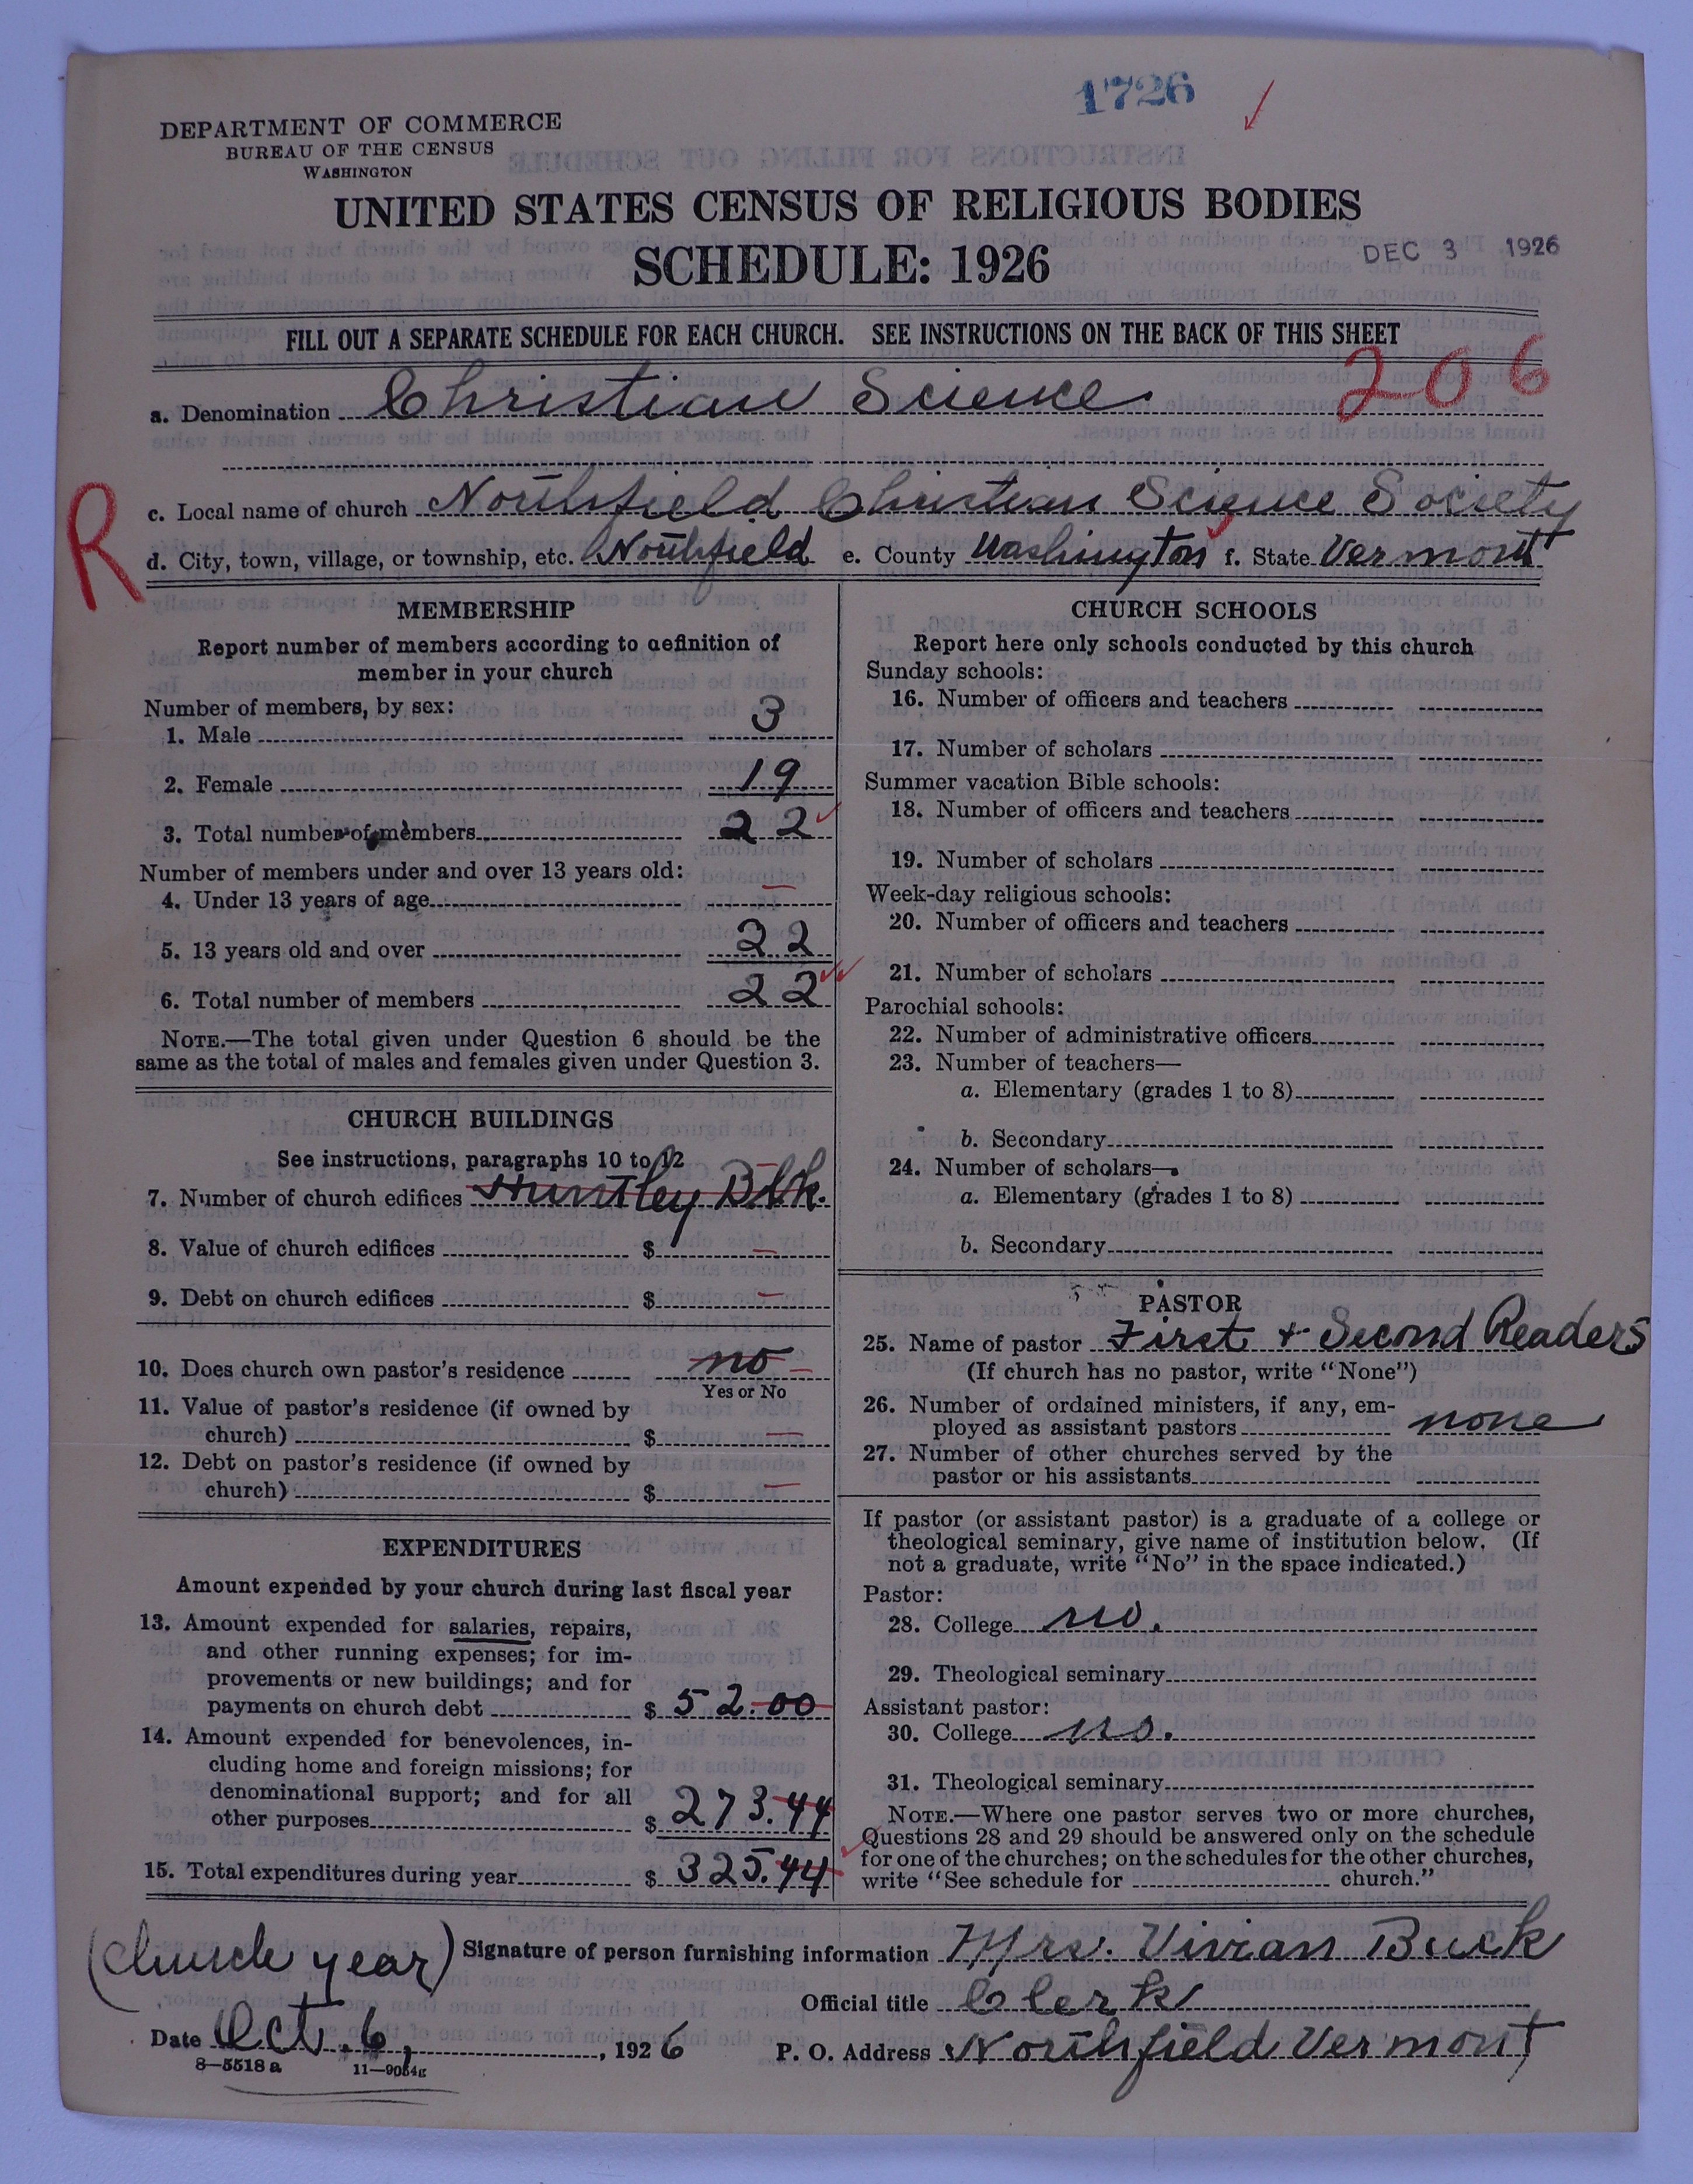 1726
DEPARTMENT OF COMMERCE
BUREAU OF THE CENSUS
WASHINGTON
UNITED STATES CENSUS OF RELIGIOUS BODIES
SCHEDULE: 1926
DEC 3 1926
FILL OUT A SEPARATE SCHEDULE FOR EACH CHURCH. SEE INSTRUCTIONS ON THE BACK OF THIS SHEET
206
a. Denomination Christian Science
R
c. Local name of church Northfield Christian Science Society
d. City, town, village, or township, etc. Northfield e. County Washington f. State Vermont
MEMBERSHIP
Report number of members according to definition of
member in your church
Number of members, by sex:
1. Male 3
2. Female 19
3. Total number of members 22
Number of members under and over 13 years old:
4. Under 13 years of age —
5. 13 years old and over 22
6. Total number of members 22
NOTE.—The total given under Question 6 should be the
same as the total of males and females given under Question 3.
CHURCH BUILDINGS
See instructions, paragraphs 10 to 12
7. Number of church edifices Huntley Blk.
8. Value of church edifices $ —
9. Debt on church edifices $ —
10. Does church own pastor's residence no —
Yes or No
11. Value of pastor's residence (if owned by
church) $ —
12. Debt on pastor's residence (if owned by
church) $ —
EXPENDITURES
Amount expended by your church during last fiscal year
13. Amount expended for salaries, repairs,
and other running expenses; for im-
provements or new buildings; and for
payments on church debt $ 52.00
14. Amount expended for benevolences, in-
cluding home and foreign missions; for
denominational support; and for all
other purposes $ 273.44
15. Total expenditures during year $ 325.44
CHURCH SCHOOLS
Report here only schools conducted by this church
Sunday schools:
16. Number of officers and teachers
17. Number of scholars
Summer vacation Bible schools:
18. Number of officers and teachers
19. Number of scholars
Week-day religious schools:
20. Number of officers and teachers
21. Number of scholars
Parochial schools:
22. Number of administrative officers
23. Number of teachers—
a. Elementary (grades 1 to 8)
b. Secondary
24. Number of scholars—
a. Elementary (grades 1 to 8)
b. Secondary
PASTOR
25. Name of pastor First + Second Readers
(If church has no pastor, write "None")
26. Number of ordained ministers, if any, em-
ployed as assistant pastors none
27. Number of other churches served by the
pastor or his assistants
If pastor (or assistant pastor) is a graduate of a college or
theological seminary, give name of institution below. (If
not a graduate, write "No" in the space indicated.)
Pastor:
28. College no.
29. Theological seminary
Assistant pastor:
30. College no.
31. Theological seminary
NOTE.—Where one pastor serves two or more churches,
Questions 28 and 29 should be answered only on the schedule
for one of the churches; on the schedules for the other churches,
write "See schedule for church."
(Church year) Signature of person furnishing information Mrs. Vivian Buck
Official title Clerk
Date Oct. 6, 1926 P. O. Address Northfield Vermont
8—5518 a